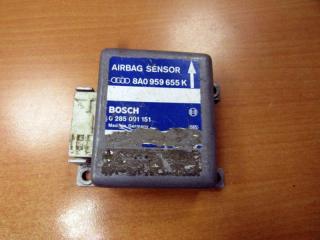 AIRBAG SENSOR
8A0 959 655 K
BOSCH
0 285 001 151
Made in Germany